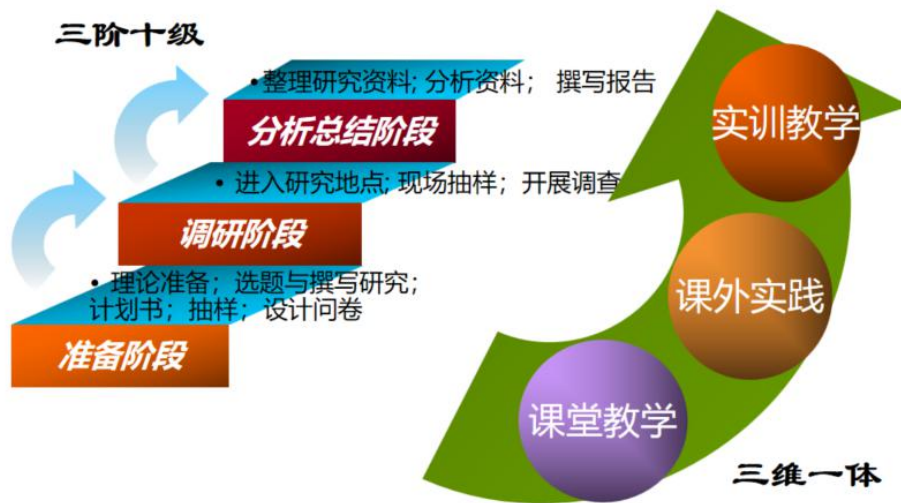 三阶十级
• 整理研究资料; 分析资料； 撰写报告
分析总结阶段
• 进入研究地点; 现场抽样；开展调查
调研阶段
• 理论准备；选题与撰写研究；
计划书；抽样；设计问卷
准备阶段
实训教学
课外实践
课堂教学
三维一体